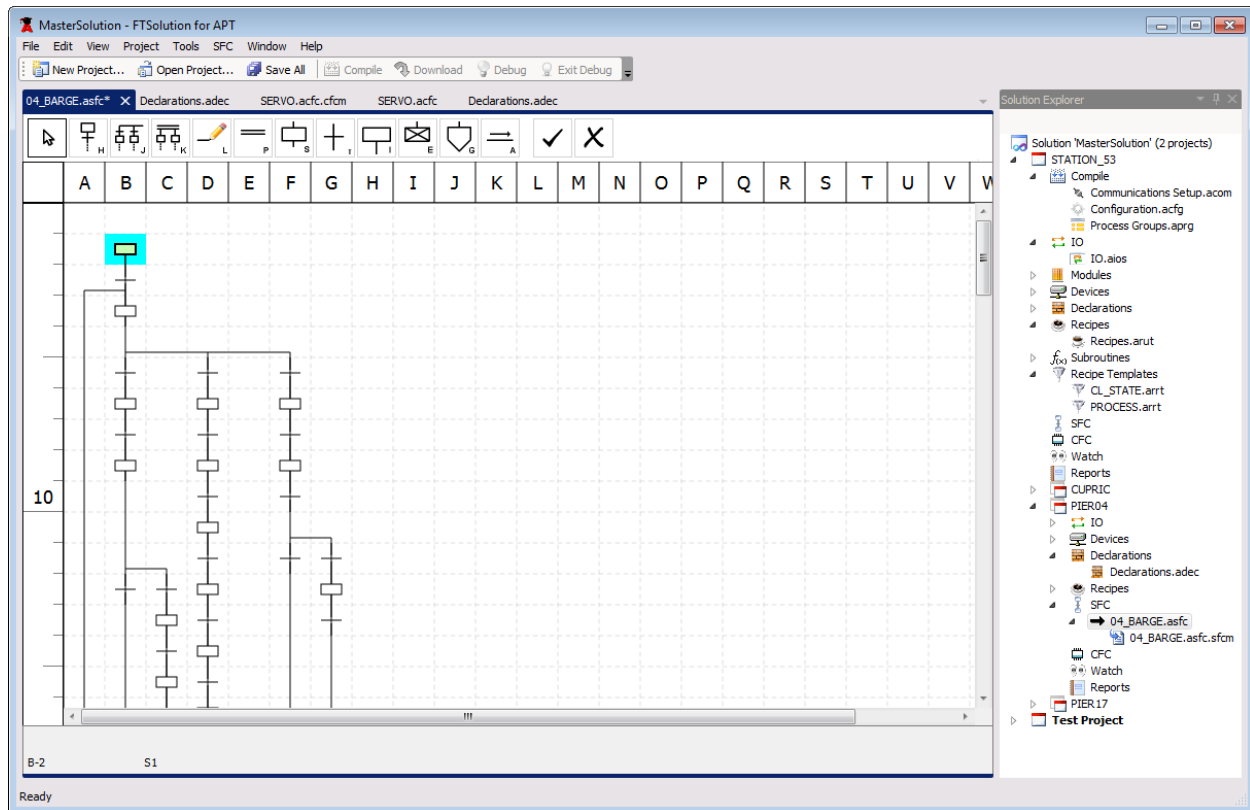 MasterSolution - FTSolution for APT
File Edit View Project Tools SFC Window Help
New Project... Open Project... Save All Compile Download Debug Exit Debug
04_BARGE.asfc* Declarations.adec SERVO.acfc.cfcm SERVO.acfc Declarations.adec
H J K L P S T I E G A
A B C D E F G H I J K L M N O P Q R S T U V W
10
B-2 S1
Ready
Solution Explorer
Solution 'MasterSolution' (2 projects)
STATION_53
Compile
Communications Setup.acom
Configuration.acfg
Process Groups.aprg
IO
IO.aios
Modules
Devices
Declarations
Recipes
Recipes.arut
f(x) Subroutines
Recipe Templates
CL_STATE.arrt
PROCESS.arrt
SFC
CFC
Watch
Reports
CUPRIC
PIER04
IO
Devices
Declarations
Declarations.adec
Recipes
SFC
04_BARGE.asfc
04_BARGE.asfc.sfcm
CFC
Watch
Reports
PIER17
Test Project